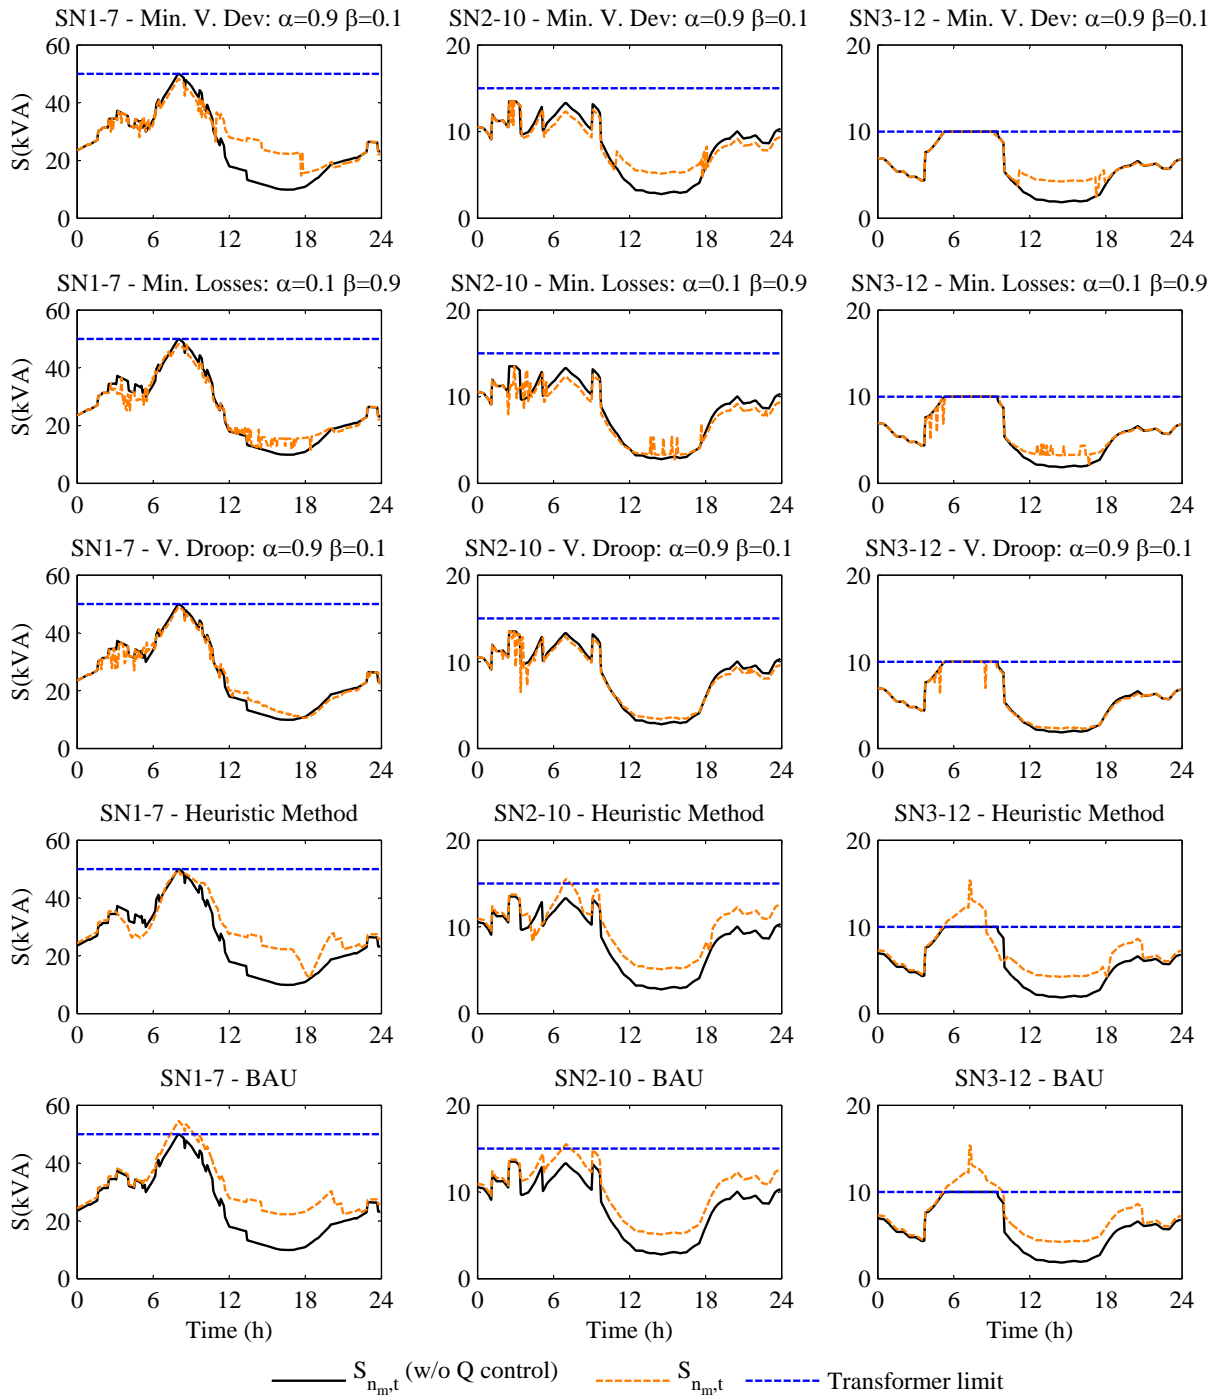 SN1-7 - Min. V. Dev: α=0.9 β=0.1
SN2-10 - Min. V. Dev: α=0.9 β=0.1
SN3-12 - Min. V. Dev: α=0.9 β=0.1
S(kVA)
60
40
20
0
0 6 12 18 24
20
10
0
0 6 12 18 24
20
10
0
0 6 12 18 24
SN1-7 - Min. Losses: α=0.1 β=0.9
SN2-10 - Min. Losses: α=0.1 β=0.9
SN3-12 - Min. Losses: α=0.1 β=0.9
S(kVA)
60
40
20
0
0 6 12 18 24
20
10
0
0 6 12 18 24
20
10
0
0 6 12 18 24
SN1-7 - V. Droop: α=0.9 β=0.1
SN2-10 - V. Droop: α=0.9 β=0.1
SN3-12 - V. Droop: α=0.9 β=0.1
S(kVA)
60
40
20
0
0 6 12 18 24
20
10
0
0 6 12 18 24
20
10
0
0 6 12 18 24
SN1-7 - Heuristic Method
SN2-10 - Heuristic Method
SN3-12 - Heuristic Method
S(kVA)
60
40
20
0
0 6 12 18 24
20
10
0
0 6 12 18 24
20
10
0
0 6 12 18 24
SN1-7 - BAU
SN2-10 - BAU
SN3-12 - BAU
S(kVA)
60
40
20
0
0 6 12 18 24
Time (h)
20
10
0
0 6 12 18 24
Time (h)
20
10
0
0 6 12 18 24
Time (h)
S_{n_m,t} (w/o Q control)
S_{n_m,t}
Transformer limit